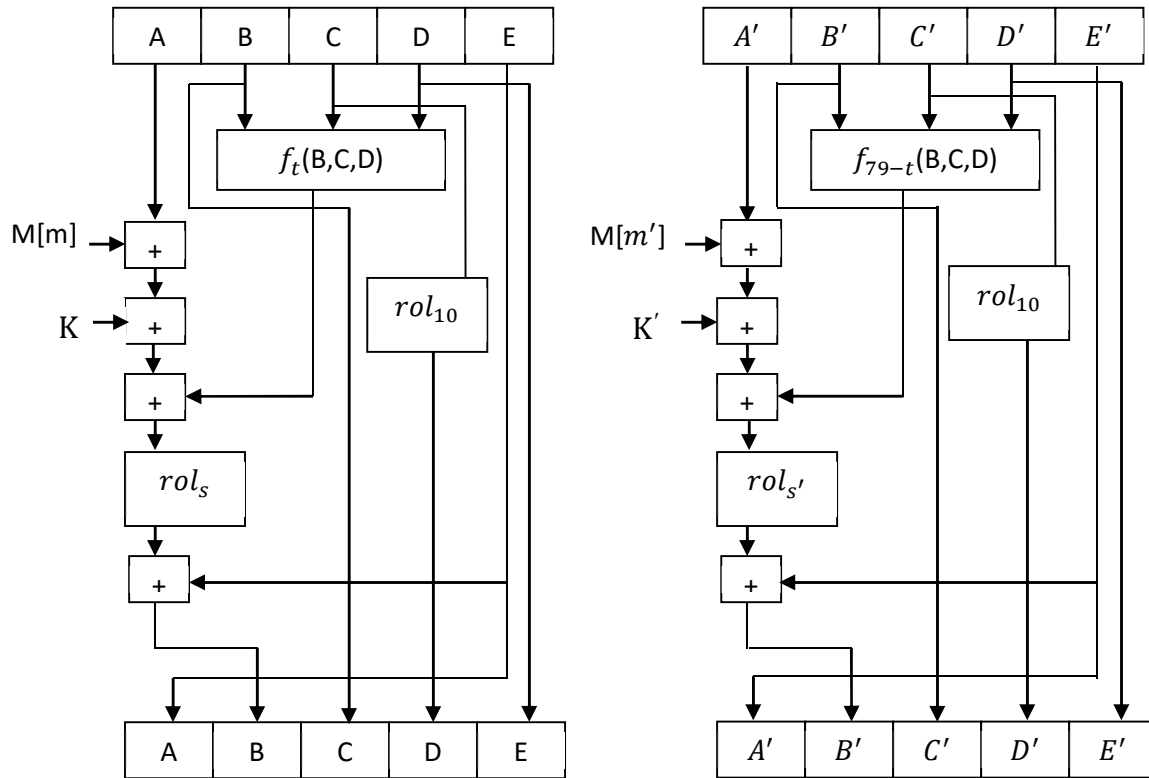 A B C D E
A′ B′ C′ D′ E′
f_t(B,C,D)
f_{79−t}(B,C,D)
M[m] +
M[m′] +
rol_10
rol_10
K +
K′ +
+
+
rol_s
rol_{s′}
+
+
A B C D E
A′ B′ C′ D′ E′